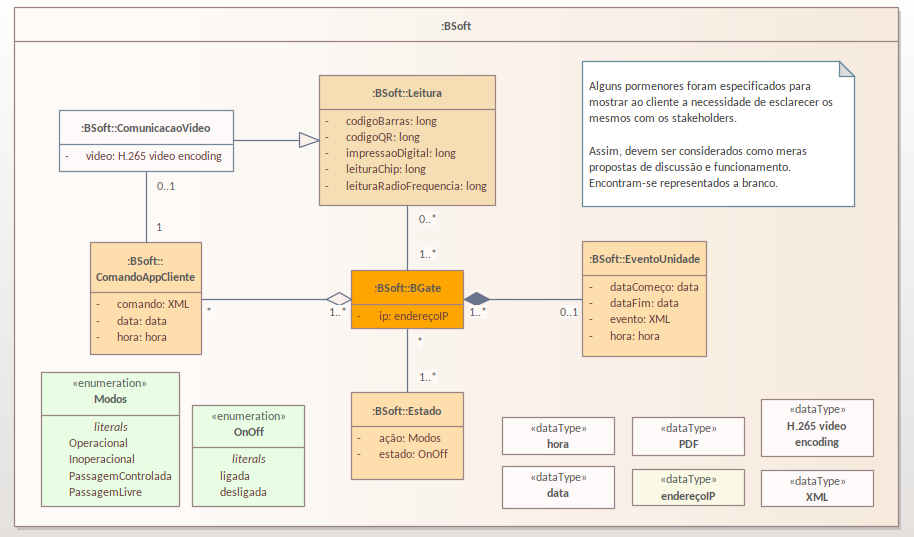 :BSoft
:BSoft::Leitura
- codigoBarras: long
- codigoQR: long
- impressaoDigital: long
- leituraChip: long
- leituraRadioFrequencia: long
Alguns pormenores foram especificados para
mostrar ao cliente a necessidade de esclarecer os
mesmos com os stakeholders.
Assim, devem ser considerados como meras
propostas de discussão e funcionamento.
Encontram-se representados a branco.
:BSoft::ComunicacaoVideo
- video: H.265 video encoding
0..1
1
0..*
1..*
:BSoft::
ComandoAppCliente
- comando: XML
- data: data
- hora: hora
*
1..*
:BSoft::BGate
- ip: endereçoIP
1..*
0..1
:BSoft::EventoUnidade
- dataComeço: data
- dataFim: data
- evento: XML
- hora: hora
*
1..*
:BSoft::Estado
- ação: Modos
- estado: OnOff
«enumeration»
Modos
literals
Operacional
Inoperacional
PassagemControlada
PassagemLivre
«enumeration»
OnOff
literals
ligada
desligada
«dataType»
hora
«dataType»
PDF
«dataType»
H.265 video
encoding
«dataType»
data
«dataType»
endereçoIP
«dataType»
XML